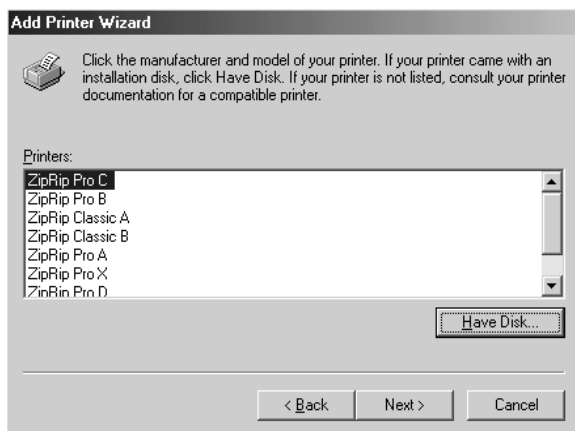 Add Printer Wizard
Click the manufacturer and model of your printer. If your printer came with an
installation disk, click Have Disk. If your printer is not listed, consult your printer
documentation for a compatible printer.
Printers:
ZipRip Pro C
ZipRip Pro B
ZipRip Classic A
ZipRip Classic B
ZipRip Pro A
ZipRip Pro X
ZipRip Pro D
Have Disk...
< Back
Next >
Cancel